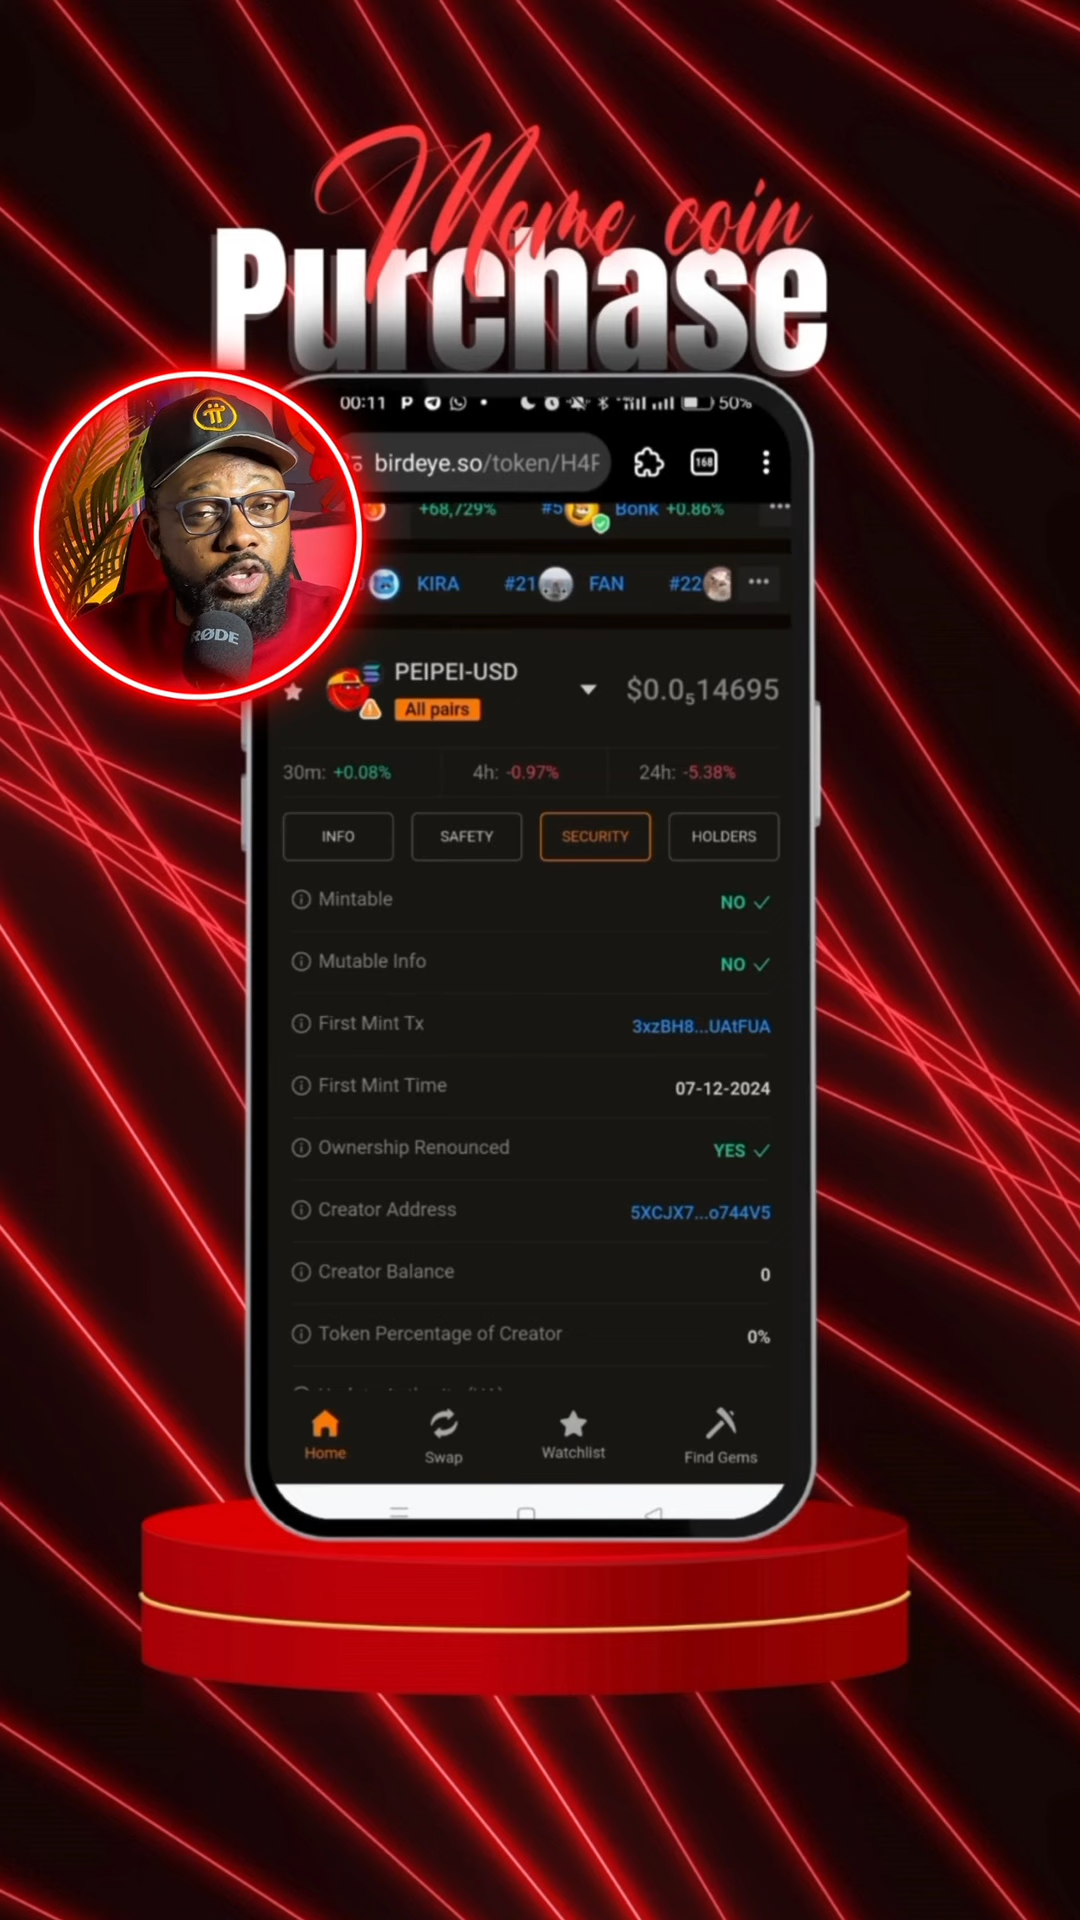 Meme coin
Purchase
00:11 P 50%
birdeye.so/token/H4F
168
+68,729% #5 Bonk +0.86%
KIRA #21 FAN #22
RØDE
PEIPEI-USD
All pairs
$0.0₅14695
30m: +0.08% 4h: -0.97% 24h: -5.38%
INFO SAFETY SECURITY HOLDERS
Mintable NO
Mutable Info NO
First Mint Tx 3xzBH8...UAtFUA
First Mint Time 07-12-2024
Ownership Renounced YES
Creator Address 5XCJX7...o744V5
Creator Balance 0
Token Percentage of Creator 0%
Home Swap Watchlist Find Gems